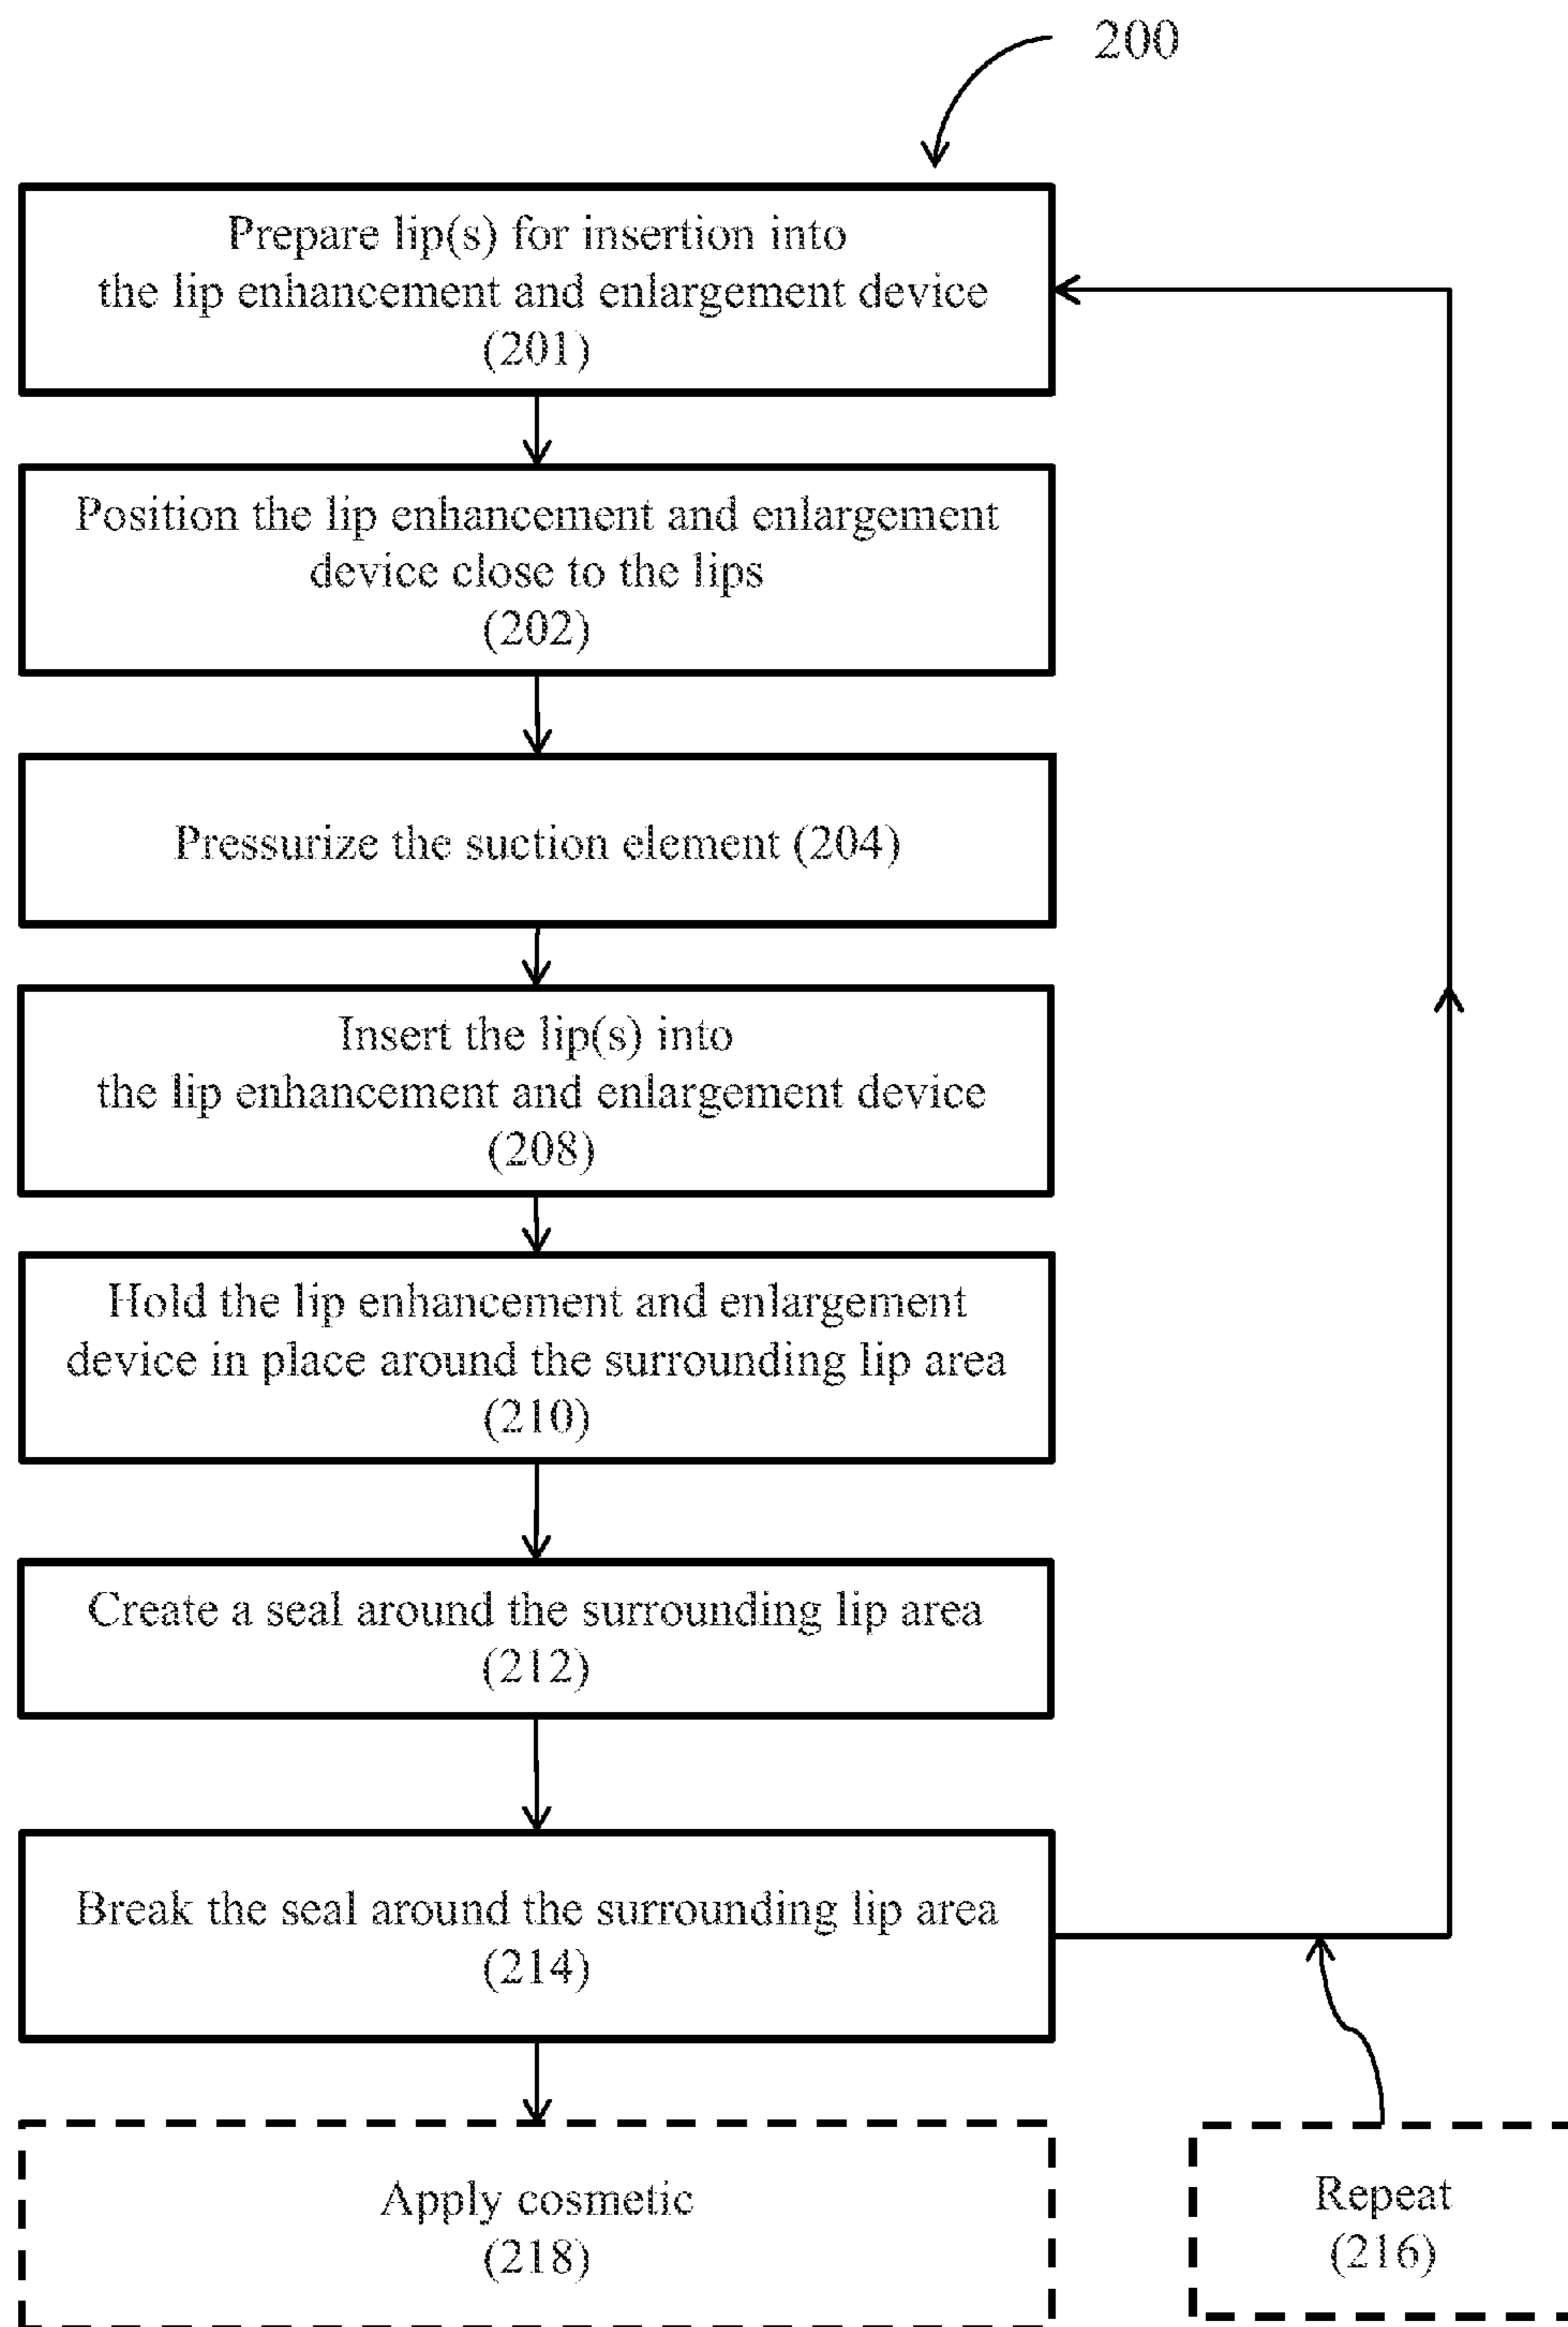 200
Prepare lip(s) for insertion into
the lip enhancement and enlargement device
(201)
Position the lip enhancement and enlargement
device close to the lips
(202)
Pressurize the suction element (204)
Insert the lip(s) into
the lip enhancement and enlargement device
(208)
Hold the lip enhancement and enlargement
device in place around the surrounding lip area
(210)
Create a seal around the surrounding lip area
(212)
Break the seal around the surrounding lip area
(214)
Apply cosmetic
(218)
Repeat
(216)